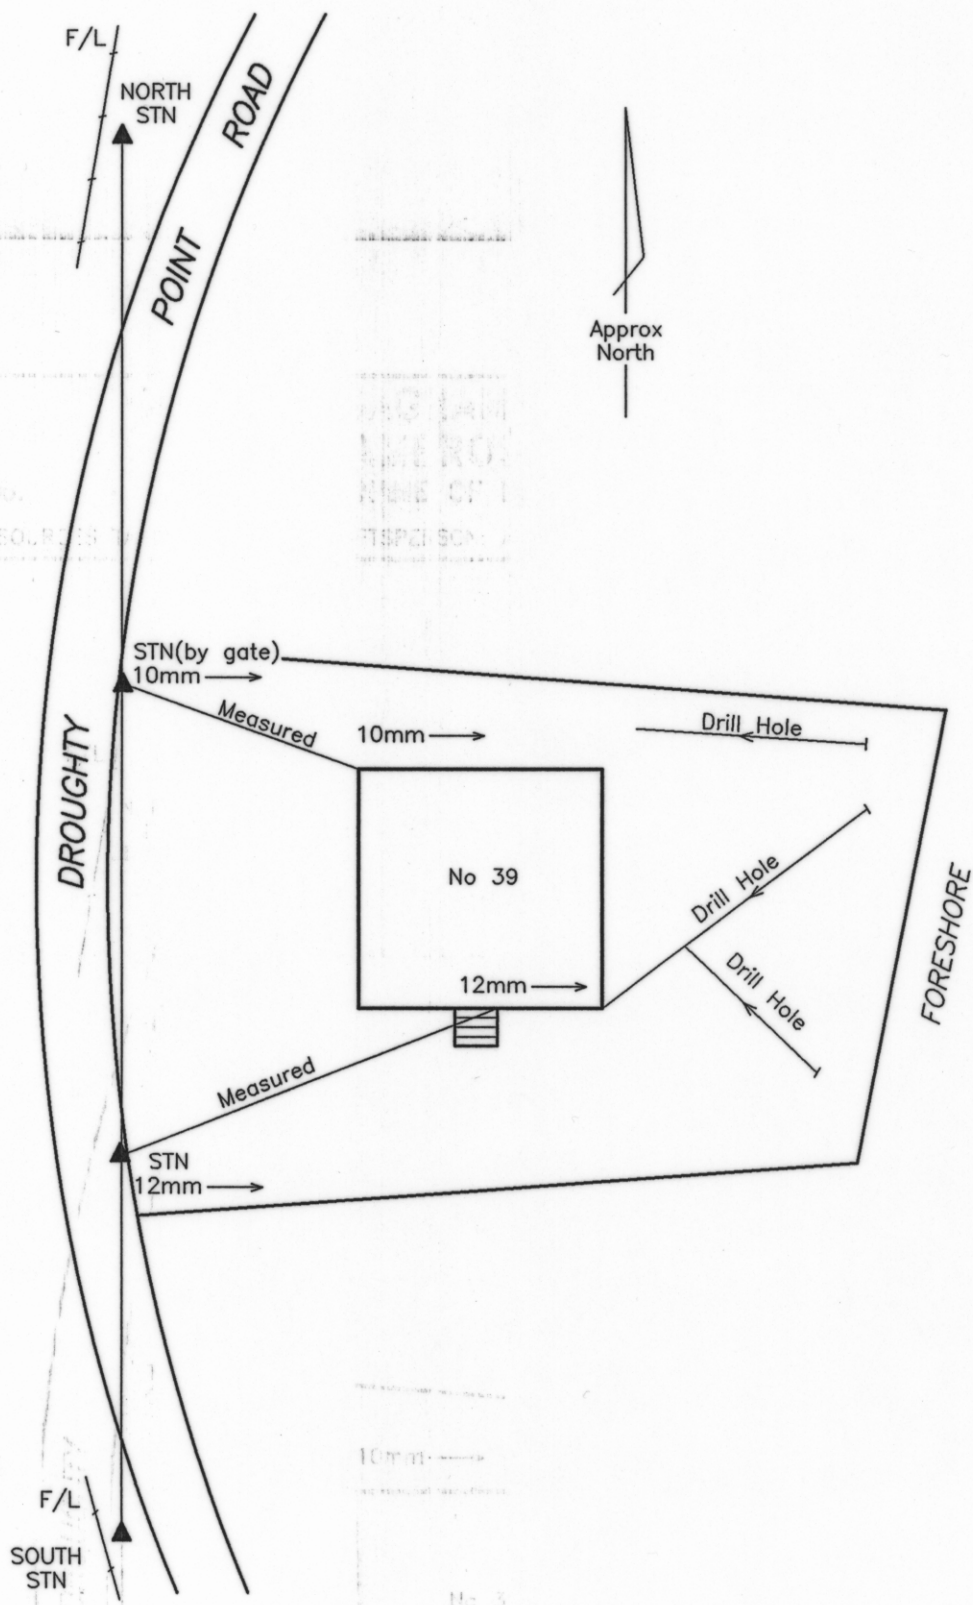 F/L
NORTH
STN
ROAD
POINT
Approx
North
STN(by gate)
10mm
Measured
10mm
Drill Hole
DROUGHTY
No 39
Drill Hole
FORESHORE
12mm
Drill Hole
Measured
STN
12mm
10mm
F/L
SOUTH
STN